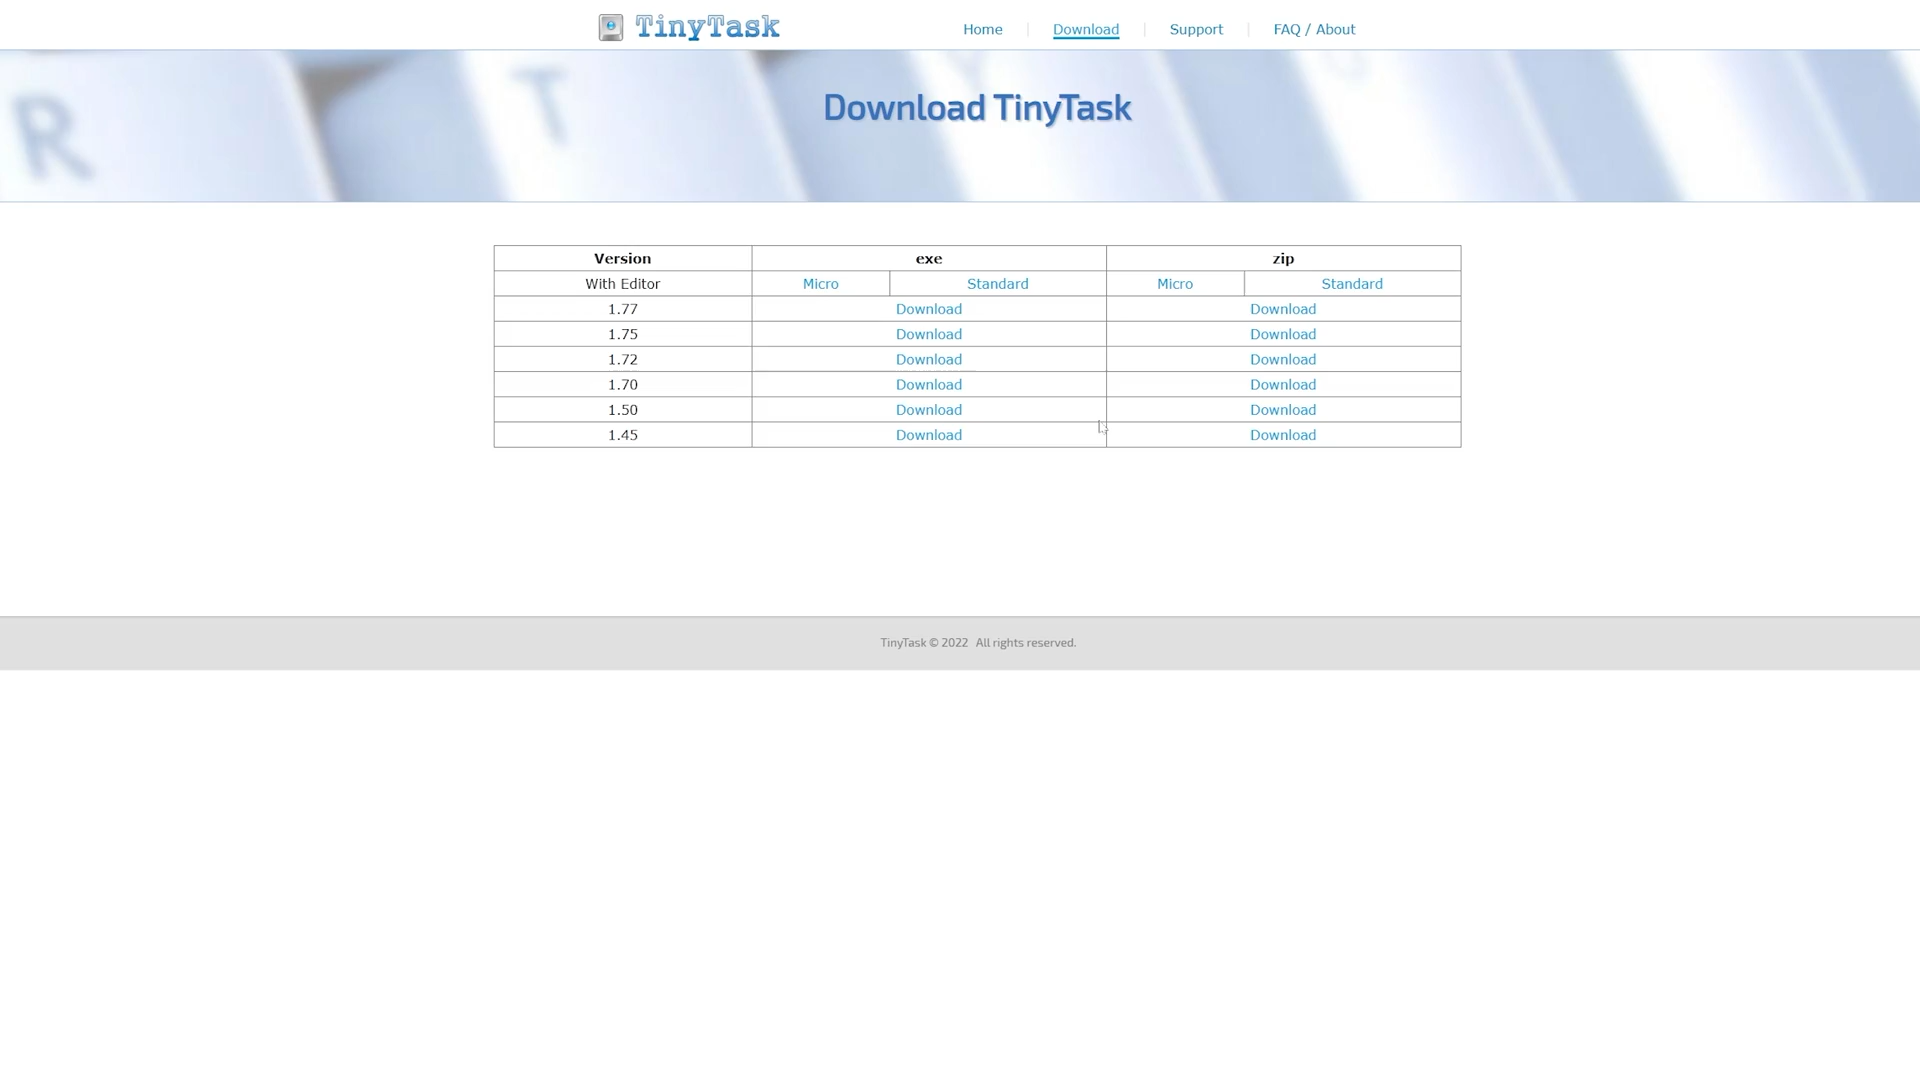 TinyTask
Home | Download | Support | FAQ / About
R T Y U
Download TinyTask
Version exe zip
With Editor Micro Standard Micro Standard
1.77 Download Download
1.75 Download Download
1.72 Download Download
1.70 Download Download
1.50 Download Download
1.45 Download Download
TinyTask © 2022 All rights reserved.